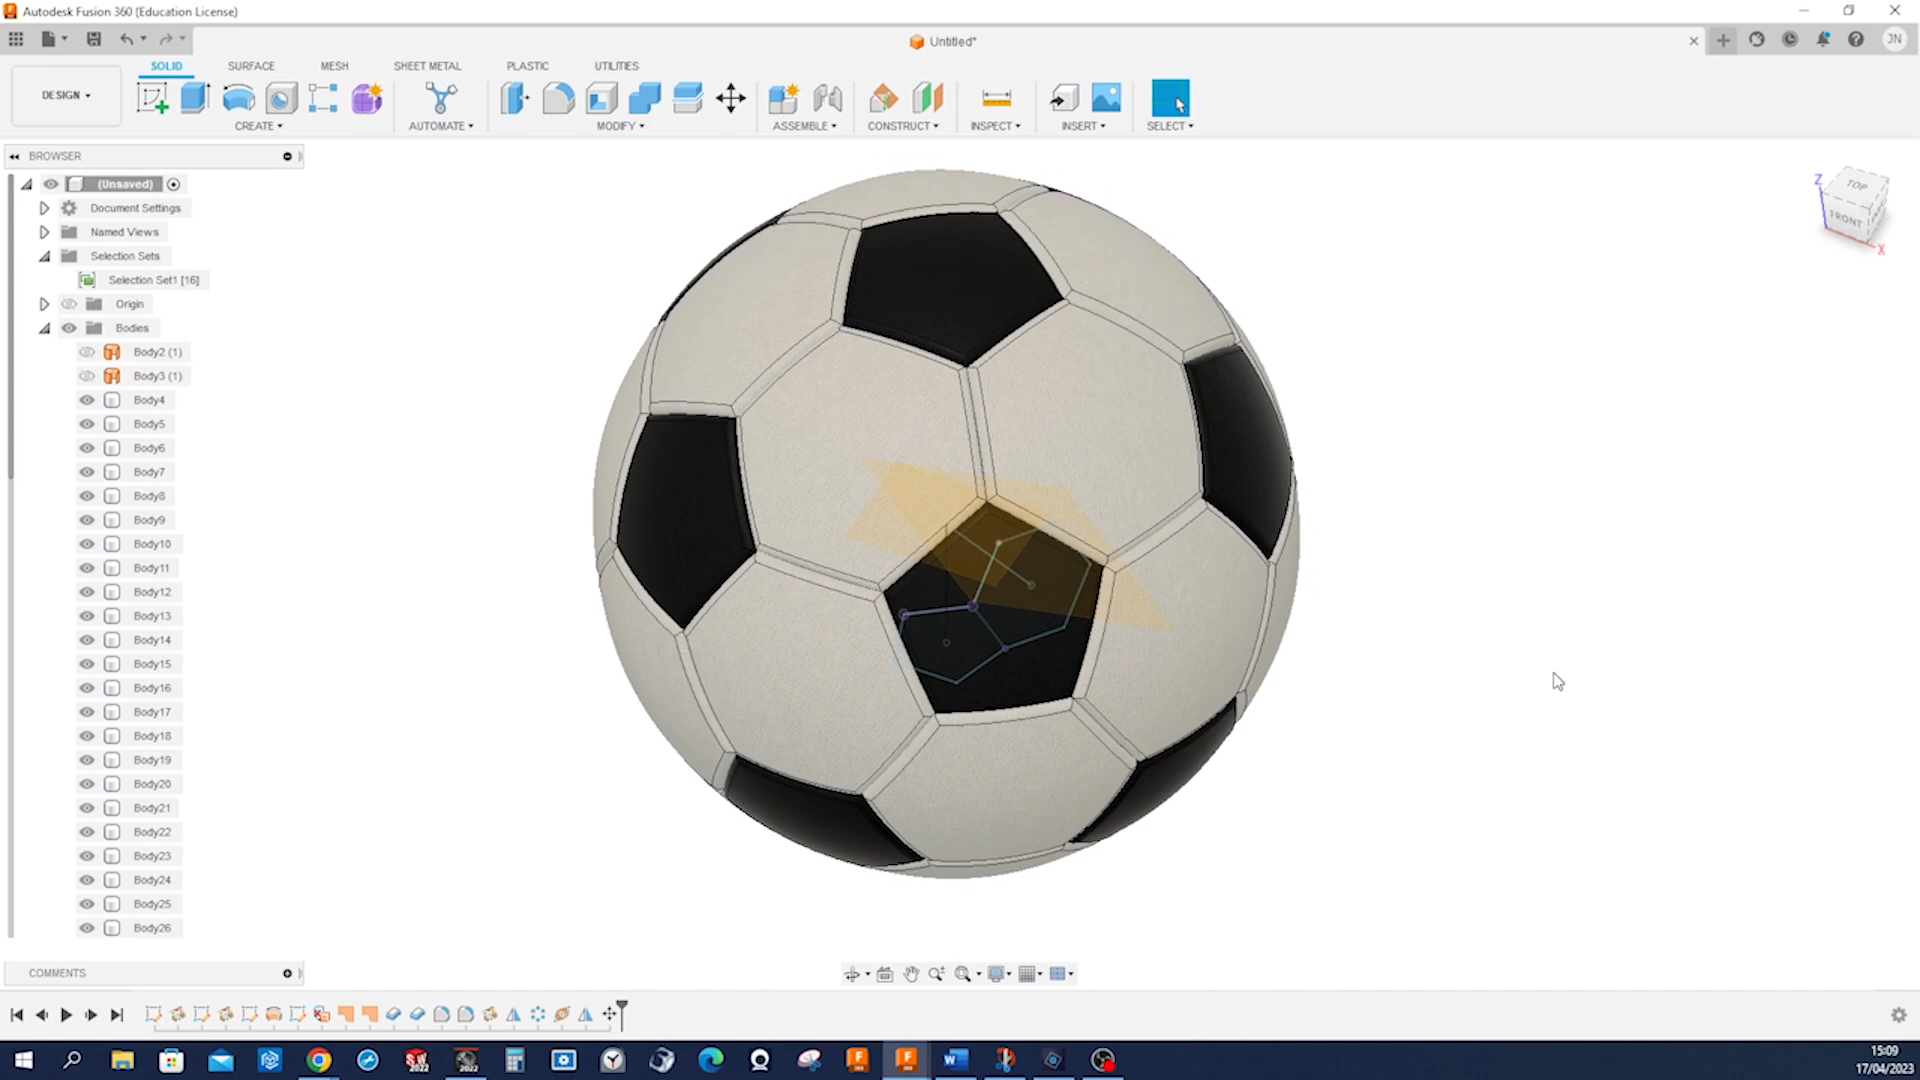 Autodesk Fusion 360 (Education License)
Untitled*
JN
DESIGN
SOLID
SURFACE
MESH
SHEET METAL
PLASTIC
UTILITIES
CREATE
AUTOMATE
MODIFY
ASSEMBLE
CONSTRUCT
INSPECT
INSERT
SELECT
BROWSER
(Unsaved)
Document Settings
Named Views
Selection Sets
Selection Set1 [16]
Origin
Bodies
Body2 (1)
Body3 (1)
Body4
Body5
Body6
Body7
Body8
Body9
Body10
Body11
Body12
Body13
Body14
Body15
Body16
Body17
Body18
Body19
Body20
Body21
Body22
Body23
Body24
Body25
Body26
Z
TOP
FRONT
X
COMMENTS
15:09
17/04/2023